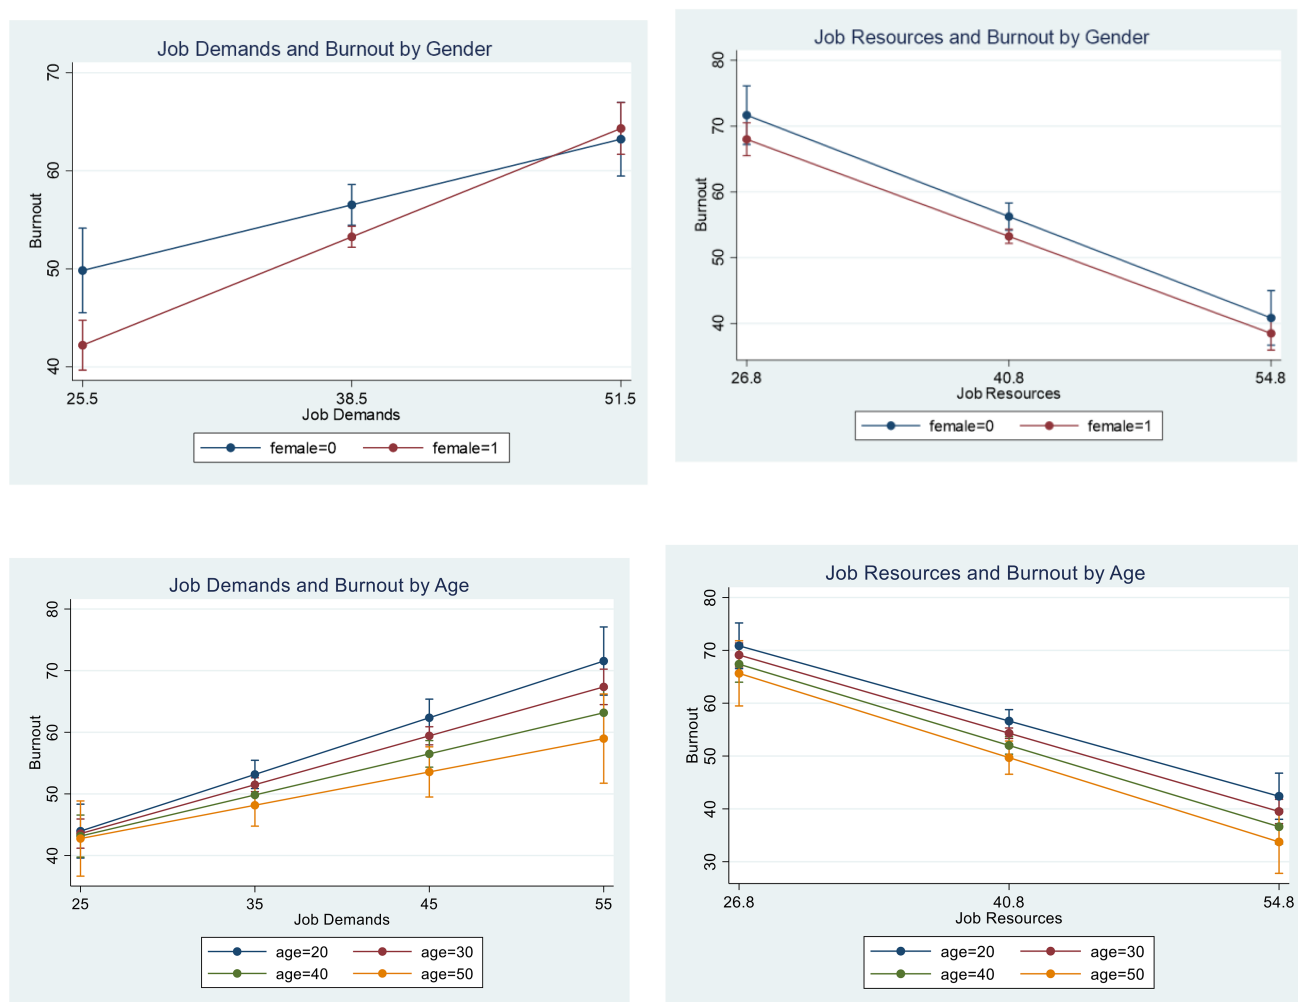 Job Demands and Burnout by Gender
70
60
50
40
Burnout
25.5 38.5 51.5
Job Demands
female=0 female=1
Job Resources and Burnout by Gender
80
70
60
50
40
Burnout
26.8 40.8 54.8
Job Resources
female=0 female=1
Job Demands and Burnout by Age
80
70
60
50
40
Burnout
25 35 45 55
Job Demands
age=20 age=30
age=40 age=50
Job Resources and Burnout by Age
80
70
60
50
40
30
Burnout
26.8 40.8 54.8
Job Resources
age=20 age=30
age=40 age=50